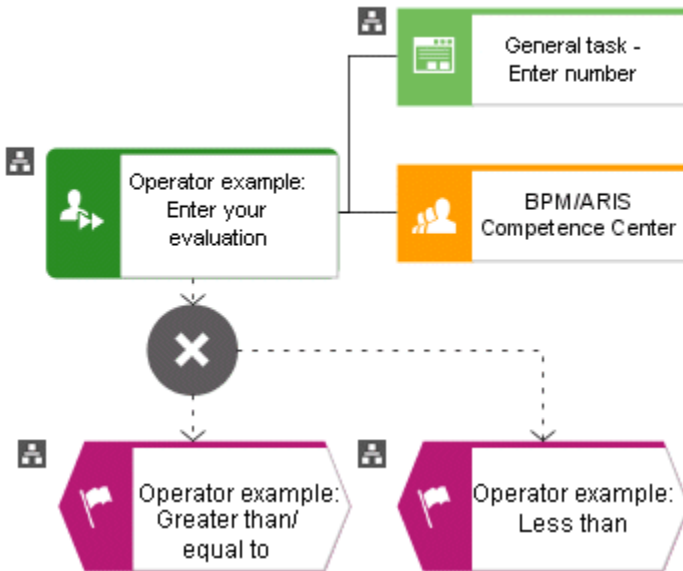 General task -
Enter number
Operator example:
Enter your
evaluation
BPM/ARIS
Competence Center
Operator example:
Greater than/
equal to
Operator example:
Less than